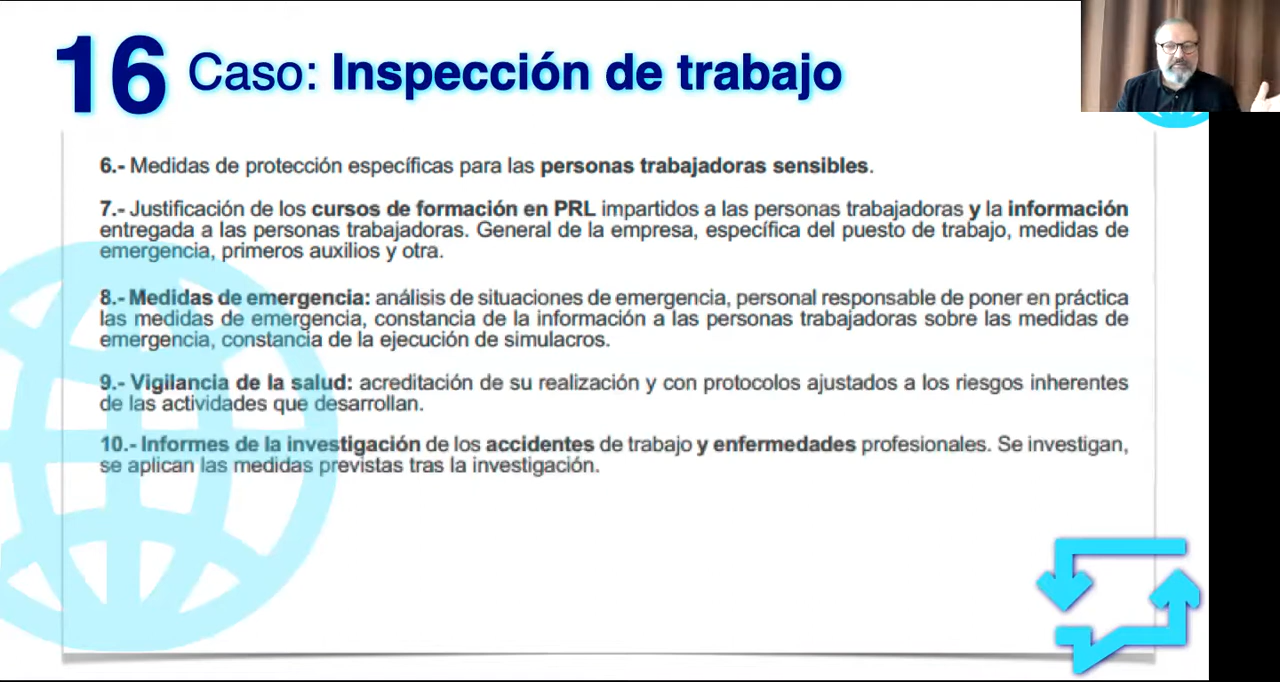 16 Caso: Inspección de trabajo
6.- Medidas de protección específicas para las personas trabajadoras sensibles.
7.- Justificación de los cursos de formación en PRL impartidos a las personas trabajadoras y la información
entregada a las personas trabajadoras. General de la empresa, específica del puesto de trabajo, medidas de
emergencia, primeros auxilios y otra.
8.- Medidas de emergencia: análisis de situaciones de emergencia, personal responsable de poner en práctica
las medidas de emergencia, constancia de la información a las personas trabajadoras sobre las medidas de
emergencia, constancia de la ejecución de simulacros.
9.- Vigilancia de la salud: acreditación de su realización y con protocolos ajustados a los riesgos inherentes
de las actividades que desarrollan.
10.- Informes de la investigación de los accidentes de trabajo y enfermedades profesionales. Se investigan,
se aplican las medidas previstas tras la investigación.